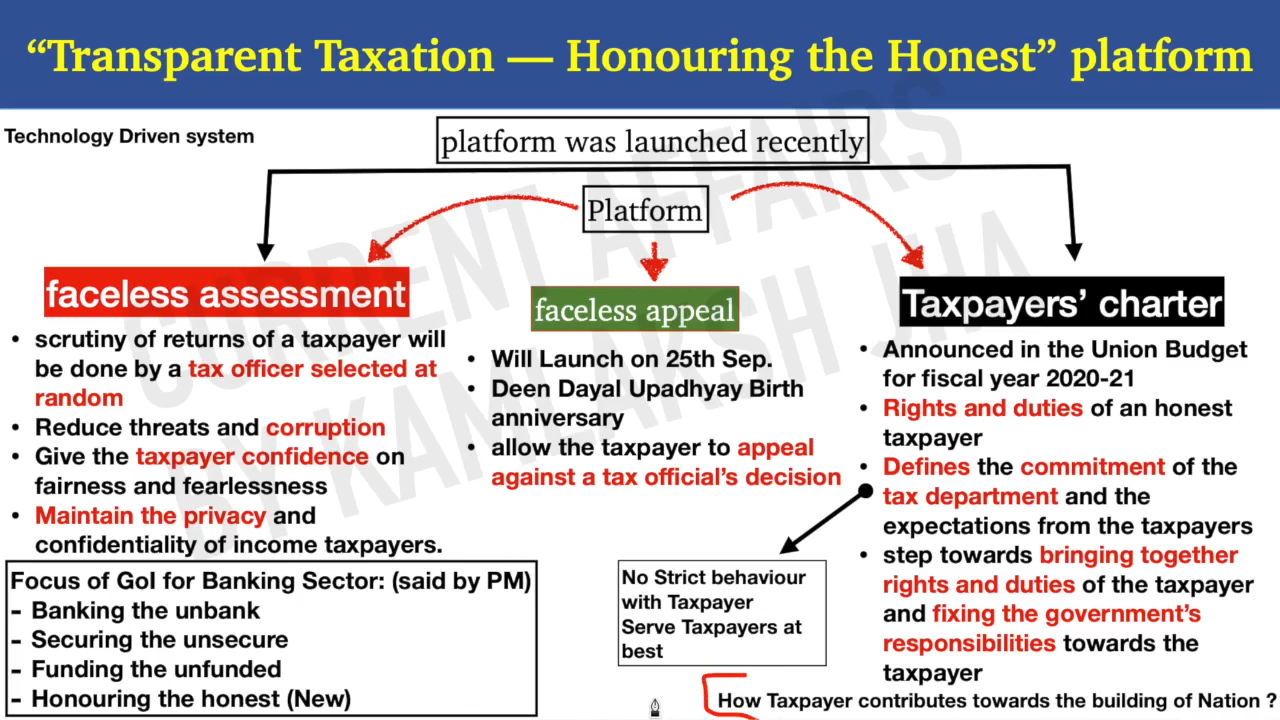 “Transparent Taxation — Honouring the Honest” platform
Technology Driven system
platform was launched recently
Platform
faceless assessment
• scrutiny of returns of a taxpayer will
be done by a tax officer selected at
random
• Reduce threats and corruption
• Give the taxpayer confidence on
fairness and fearlessness
• Maintain the privacy and
confidentiality of income taxpayers.
faceless appeal
• Will Launch on 25th Sep.
• Deen Dayal Upadhyay Birth
anniversary
• allow the taxpayer to appeal
against a tax official’s decision
Taxpayers’ charter
• Announced in the Union Budget
for fiscal year 2020-21
• Rights and duties of an honest
taxpayer
• Defines the commitment of the
tax department and the
expectations from the taxpayers
• step towards bringing together
rights and duties of the taxpayer
and fixing the government’s
responsibilities towards the
taxpayer
Focus of GoI for Banking Sector: (said by PM)
- Banking the unbank
- Securing the unsecure
- Funding the unfunded
- Honouring the honest (New)
No Strict behaviour
with Taxpayer
Serve Taxpayers at
best
How Taxpayer contributes towards the building of Nation ?
CURRENT AFFAIRS
BY KAMLAKSH JHA